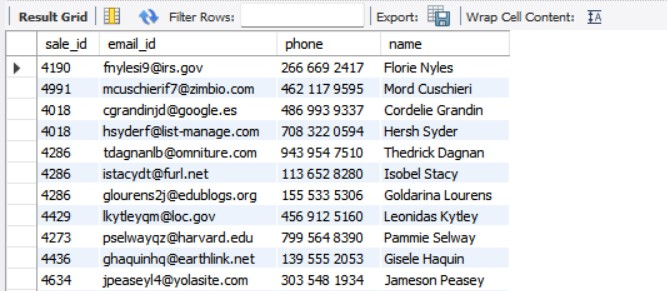 Result Grid Filter Rows: Export: Wrap Cell Content: IA
sale_id email_id phone name
4190 fnylesi9@irs.gov 266 669 2417 Florie Nyles
4991 mcuschierif7@zimbio.com 462 117 9595 Mord Cuschieri
4018 cgrandinjd@google.es 486 993 9337 Cordelie Grandin
4018 hsyderf@list-manage.com 708 322 0594 Hersh Syder
4286 tdagnanlb@omniture.com 943 954 7510 Thedrick Dagnan
4286 istacydt@furl.net 113 652 8280 Isobel Stacy
4286 glourens2j@edublogs.org 155 533 5306 Goldarina Lourens
4429 lkytleyqm@loc.gov 456 912 5160 Leonidas Kytley
4273 pselwayqz@harvard.edu 799 564 8390 Pammie Selway
4436 ghaquinhq@earthlink.net 139 555 2053 Gisele Haquin
4634 jpeaseyl4@yolasite.com 303 548 1934 Jameson Peasey